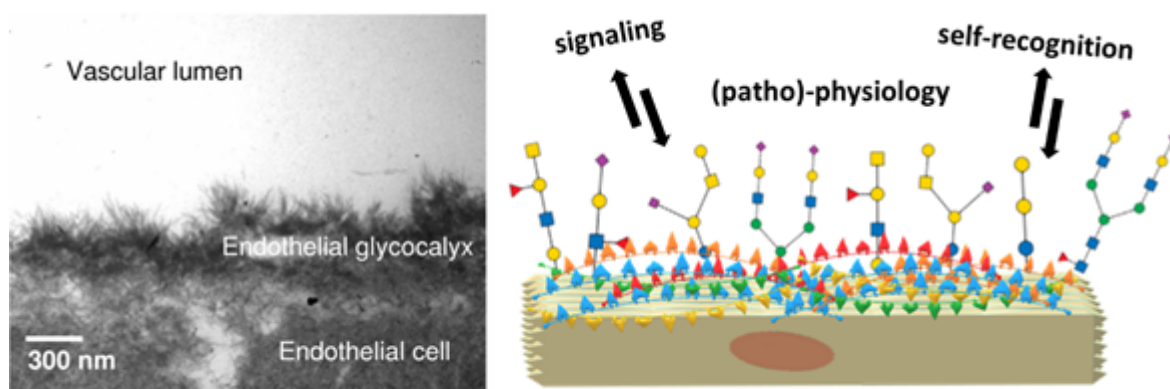 Vascular lumen
Endothelial glycocalyx
300 nm
Endothelial cell
signaling
self-recognition
(patho)-physiology